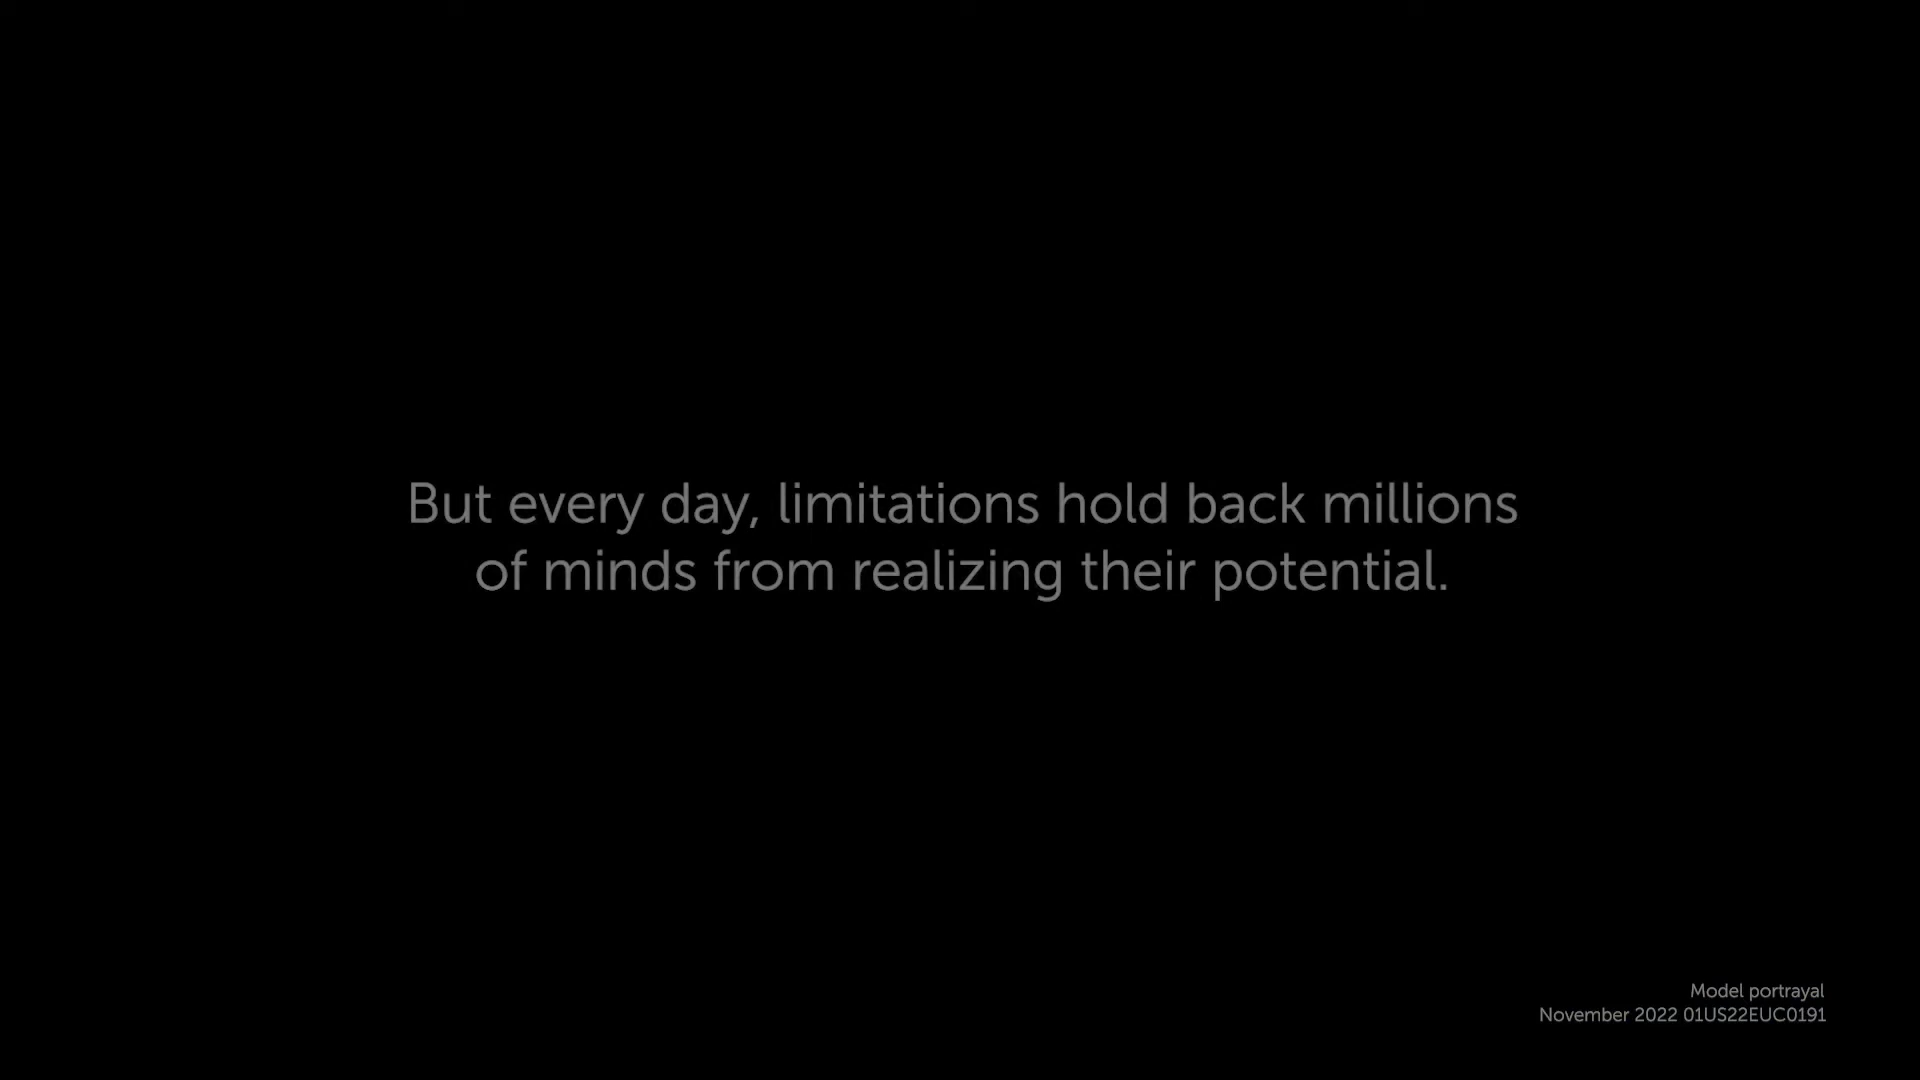 But every day, limitations hold back millions
of minds from realizing their potential.
Model portrayal
November 2022 01US22EUC0191